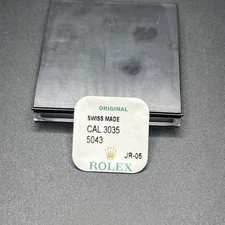 ORIGINAL
SWISS MADE
CAL.3035
5043
JR-05
ROLEX